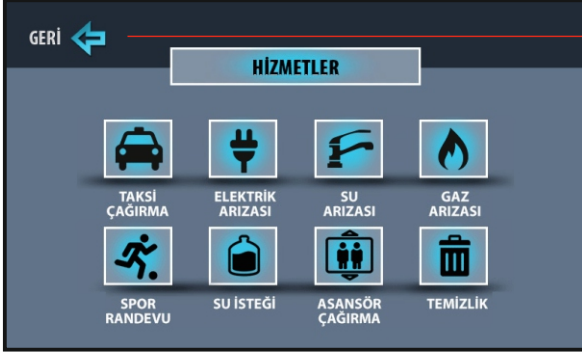 GERİ
HİZMETLER
TAKSİ
ÇAĞIRMA
ELEKTRİK
ARIZASI
SU
ARIZASI
GAZ
ARIZASI
SPOR
RANDEVU
SU İSTEĞİ
ASANSÖR
ÇAĞIRMA
TEMİZLİK